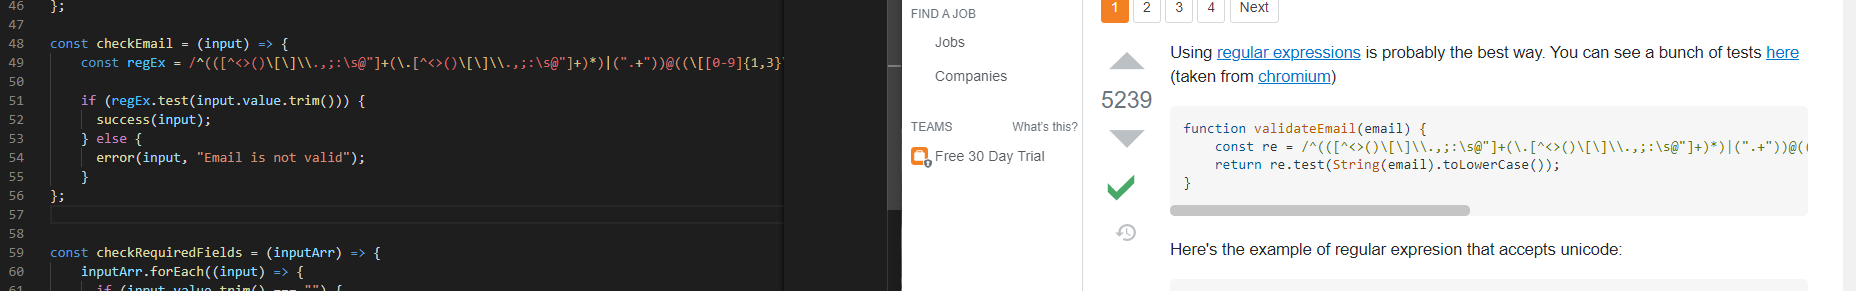 46 };
47
48 const checkEmail = (input) => {
49 const regEx = /^(([^<>()\[\]\\.,;:\s@"]+(\.[^<>()\[\]\\.,;:\s@"]+)*)|(".+"))@((\[[0-9]{1,3}
50
51 if (regEx.test(input.value.trim())) {
52 success(input);
53 } else {
54 error(input, "Email is not valid");
55 }
56 };
57
58
59 const checkRequiredFields = (inputArr) => {
60 inputArr.forEach((input) => {
61 if (input.value.trim() === "") {
FIND A JOB
Jobs
Companies
TEAMS What's this?
Free 30 Day Trial
1 2 3 4 Next
5239
Using regular expressions is probably the best way. You can see a bunch of tests here
(taken from chromium)
function validateEmail(email) {
const re = /^(([^<>()\[\]\\.,;:\s@"]+(\.[^<>()\[\]\\.,;:\s@"]+)*)|(".+"))@((
return re.test(String(email).toLowerCase());
}
Here's the example of regular expresion that accepts unicode: